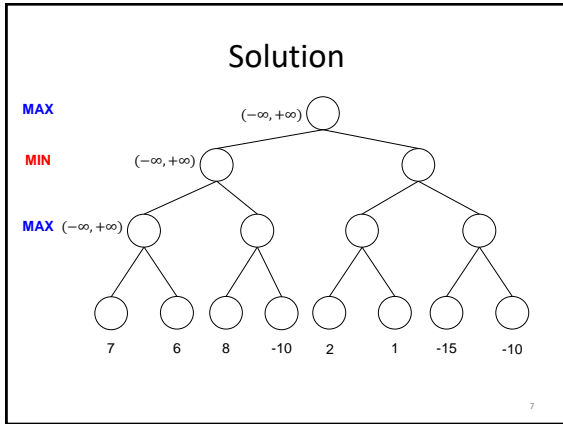 Solution
MAX (−∞, +∞)
MIN (−∞, +∞)
MAX (−∞, +∞)
7 6 8 -10 2 1 -15 -10
7